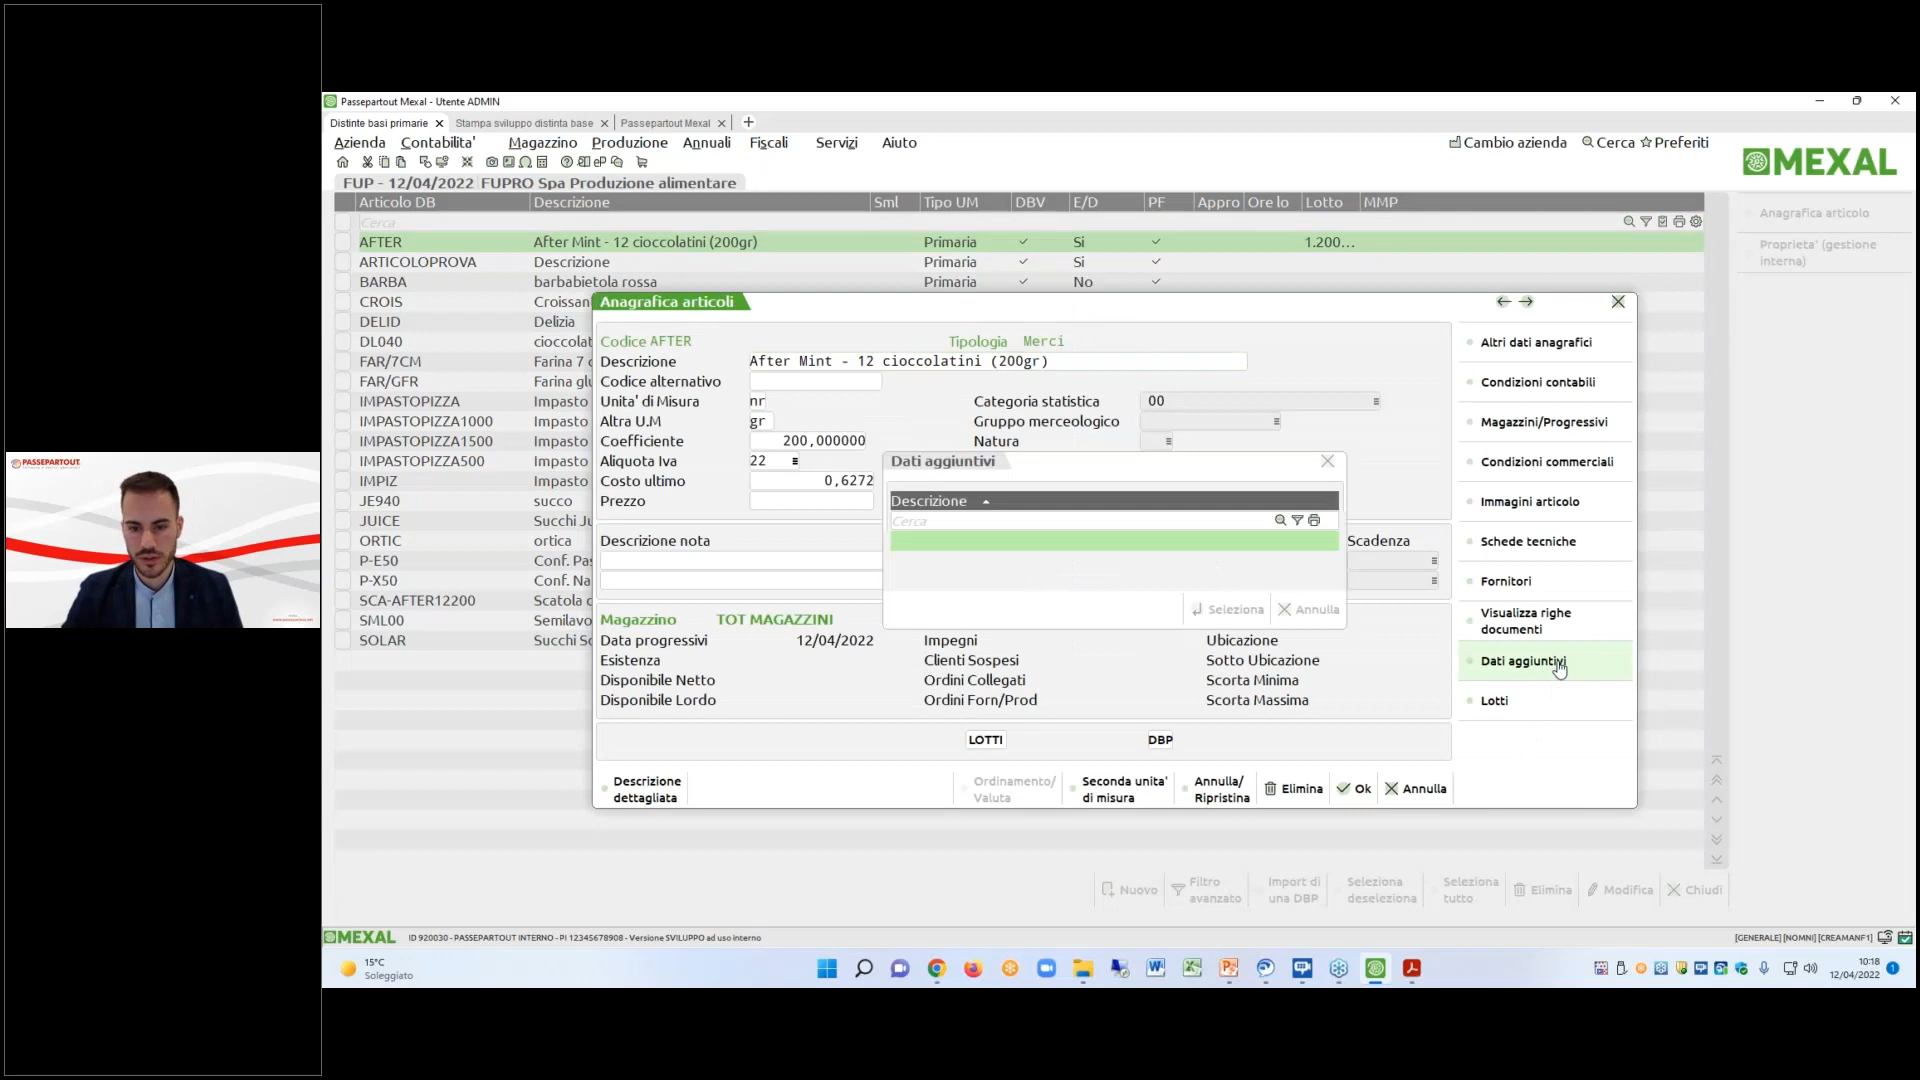 PASSEPARTOUT
Passepartout Mexal - Utente ADMIN
Distinte basi primarie
Stampa sviluppo distinta base
Passepartout Mexal
Azienda Contabilita' Magazzino Produzione Annuali Fiscali Servizi Aiuto
Cambio azienda Cerca Preferiti
MEXAL
FUP - 12/04/2022 FUPRO Spa Produzione alimentare
Articolo DB Descrizione Sml Tipo UM DBV E/D PF Appro Ore lo Lotto MMP
Cerca
AFTER After Mint - 12 cioccolatini (200gr) Primaria Si 1.200...
ARTICOLOPROVA Descrizione Primaria Si
BARBA barbabietola rossa Primaria No
CROIS Croissan
DELID Delizia
DL040 cioccolat
FAR/7CM Farina 7 c
FAR/GFR Farina glu
IMPASTOPIZZA Impasto
IMPASTOPIZZA1000 Impasto
IMPASTOPIZZA1500 Impasto
IMPASTOPIZZA500 Impasto
IMPIZ Impasto
JE940 succo
JUICE Succhi Ju
ORTIC ortica
P-E50 Conf. Pas
P-X50 Conf. Na
SCA-AFTER12200 Scatola c
SML00 Semilavo
SOLAR Succhi So
Anagrafica articolo
Proprieta' (gestione
interna)
Anagrafica articoli
Codice AFTER Tipologia Merci
Descrizione After Mint - 12 cioccolatini (200gr)
Codice alternativo
Unita' di Misura nr Categoria statistica 00
Altra U.M gr Gruppo merceologico
Coefficiente 200,000000 Natura
Aliquota Iva 22
Costo ultimo 0,6272
Prezzo
Descrizione nota Scadenza
Dati aggiuntivi
Descrizione
Cerca
Seleziona Annulla
Magazzino TOT MAGAZZINI
Data progressivi 12/04/2022 Impegni Ubicazione
Esistenza Clienti Sospesi Sotto Ubicazione
Disponibile Netto Ordini Collegati Scorta Minima
Disponibile Lordo Ordini Forn/Prod Scorta Massima
LOTTI DBP
Descrizione
dettagliata
Ordinamento/
Valuta
Seconda unita'
di misura
Annulla/
Ripristina
Elimina Ok Annulla
Altri dati anagrafici
Condizioni contabili
Magazzini/Progressivi
Condizioni commerciali
Immagini articolo
Schede tecniche
Fornitori
Visualizza righe
documenti
Dati aggiuntivi
Lotti
Nuovo
Filtro
avanzato
Import di
una DBP
Seleziona
deseleziona
Seleziona
tutto
Elimina Modifica Chiudi
MEXAL ID 920030 - PASSEPARTOUT INTERNO - PI 12345678908 - Versione SVILUPPO ad uso interno
[GENERALE] [NOMNI] [CREAMANF1]
15°C
Soleggiato
10:18
12/04/2022
1